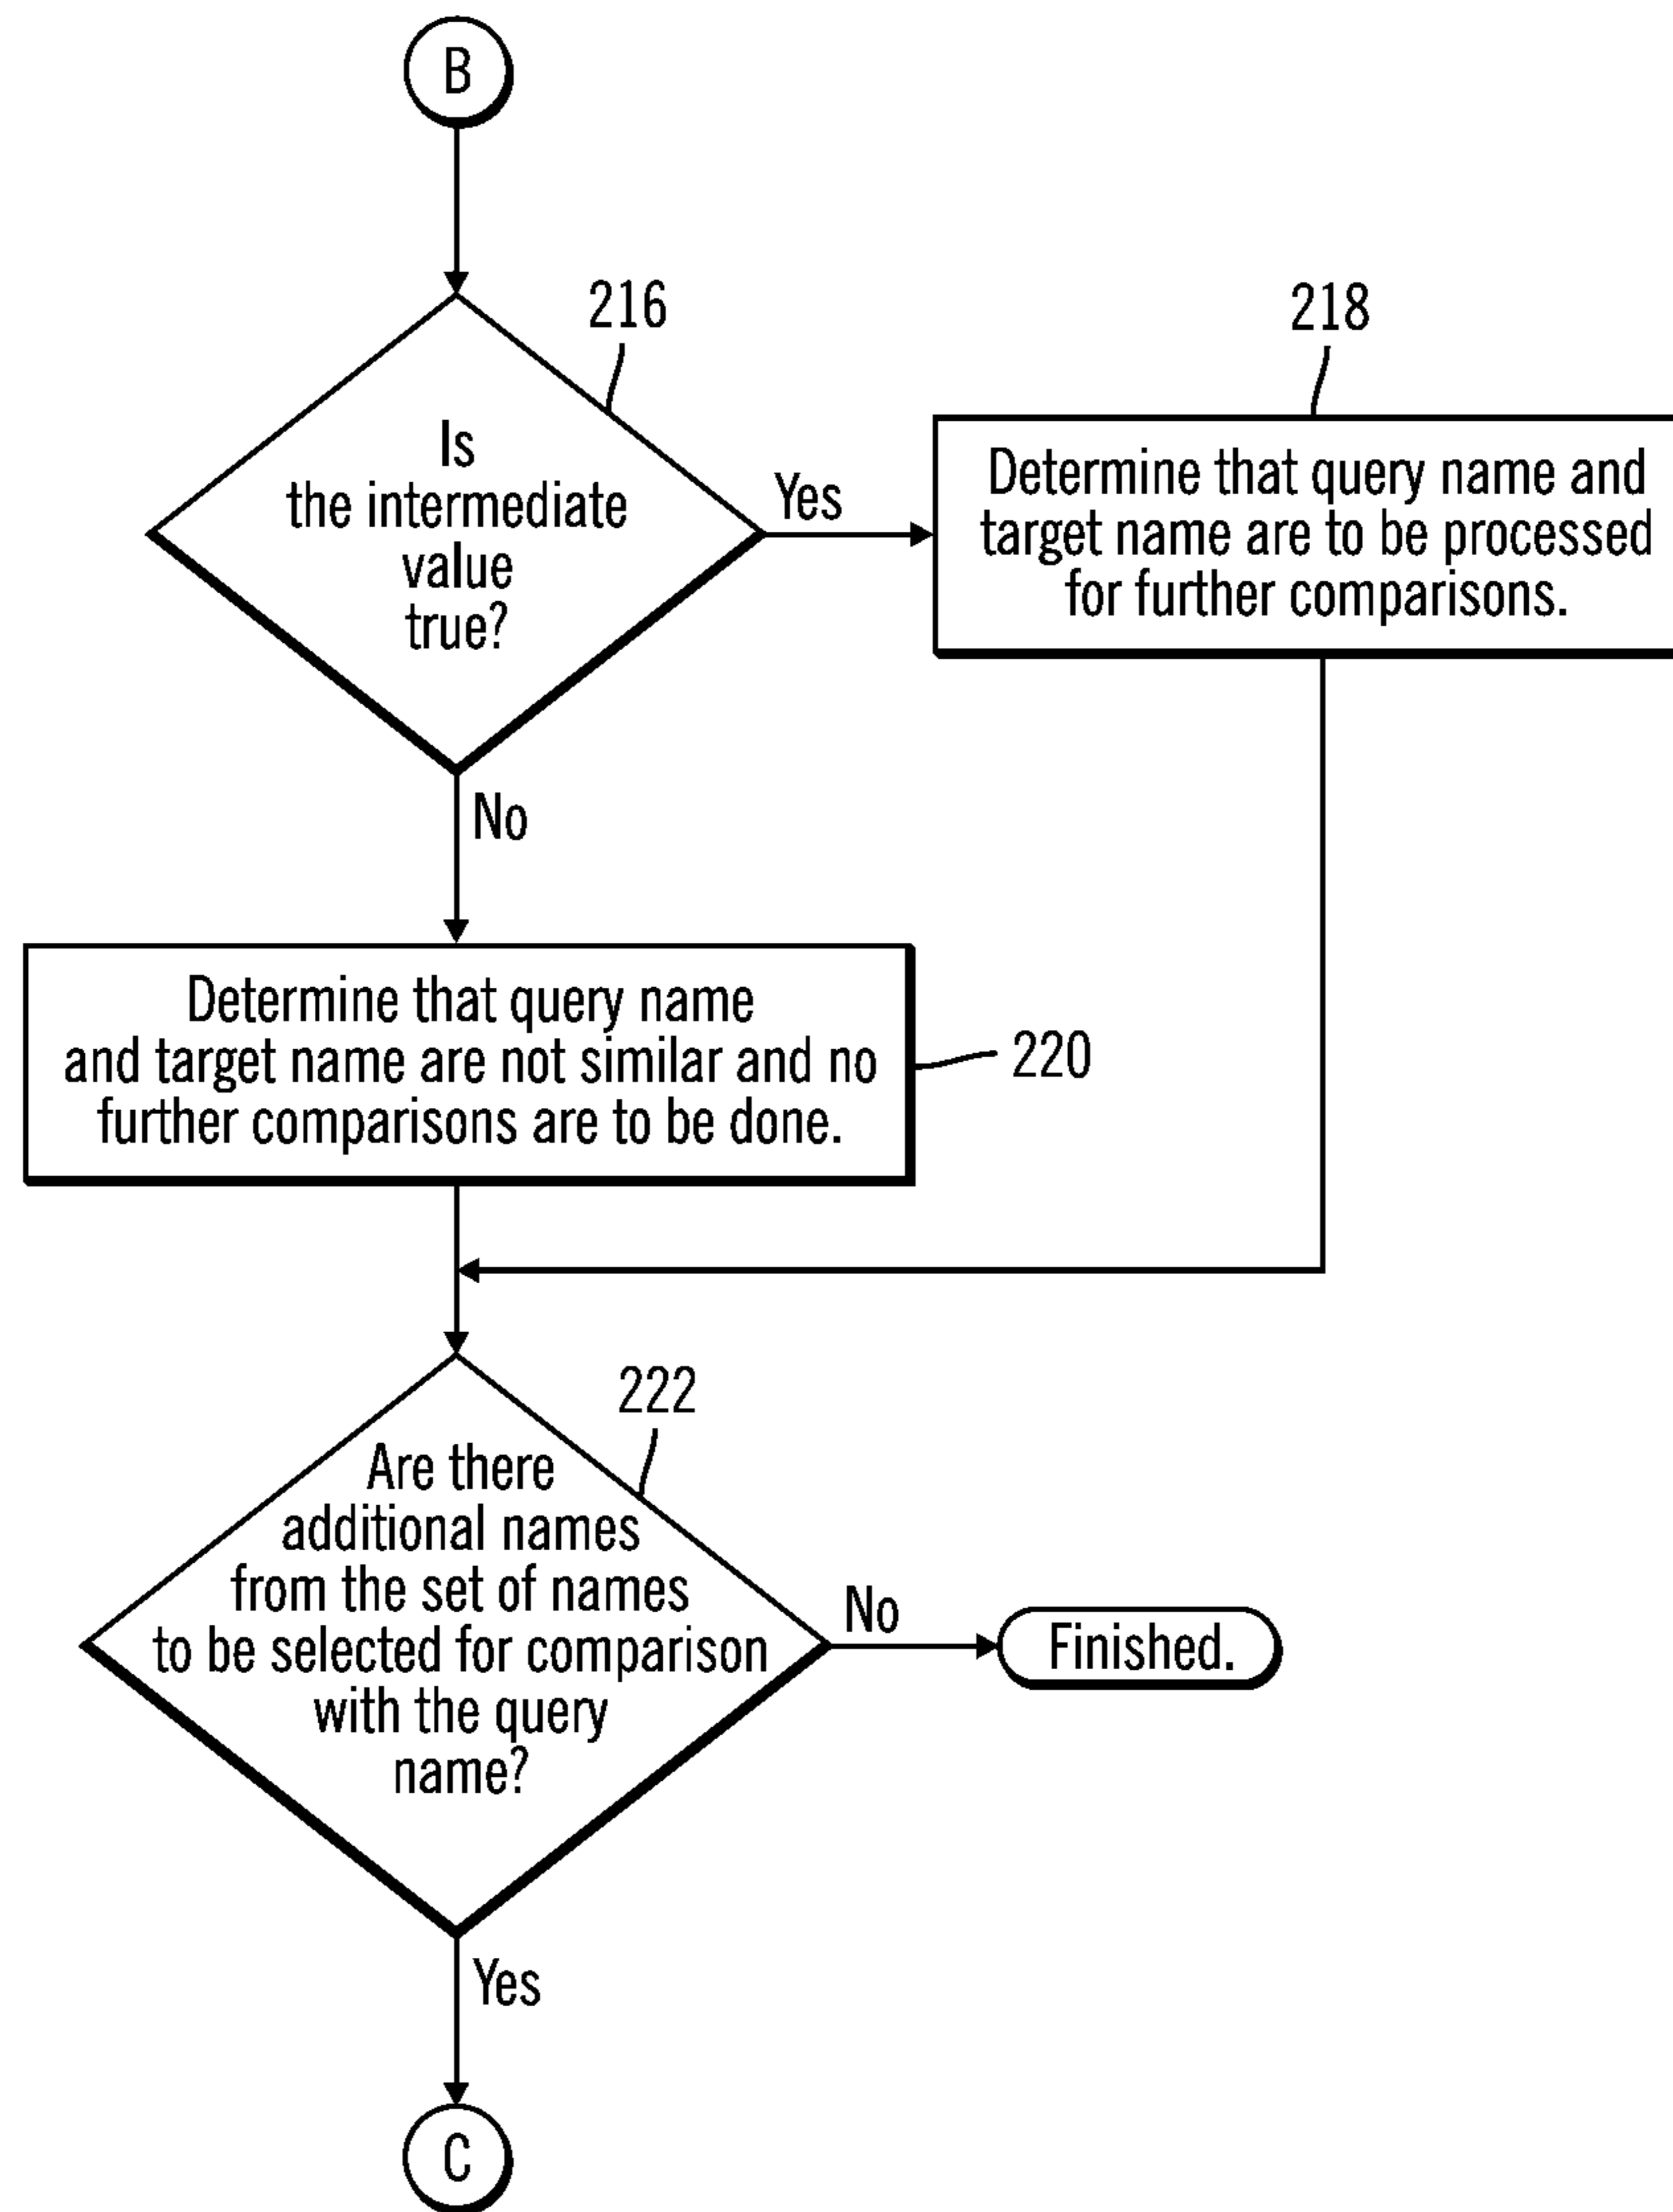 B
216
Is
the intermediate
value
true?
Yes
218
Determine that query name and
target name are to be processed
for further comparisons.
No
Determine that query name
and target name are not similar and no
further comparisons are to be done.
220
222
Are there
additional names
from the set of names
to be selected for comparison
with the query
name?
No
Finished.
Yes
C